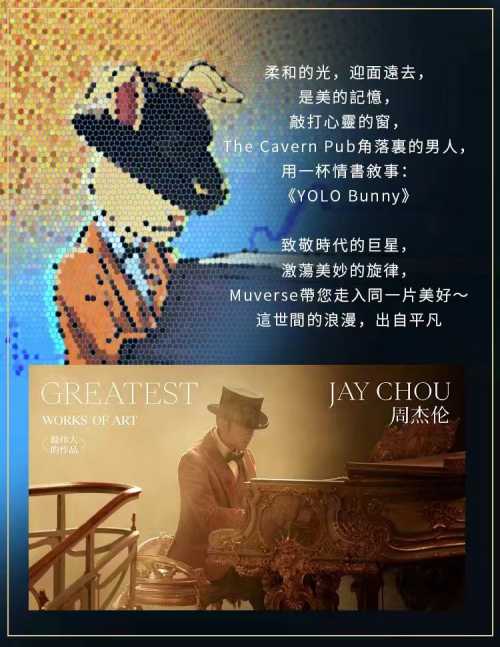 柔和的光，迎面遠去，
是美的記憶，
敲打心靈的窗，
The Cavern Pub角落裏的男人，
用一杯情書敘事：
《YOLO Bunny》
致敬時代的巨星，
激荡美妙的旋律，
Muverse帶您走入同一片美好～
這世間的浪漫，出自平凡
GREATEST
WORKS OF ART
最伟大
的作品
JAY CHOU
周杰伦